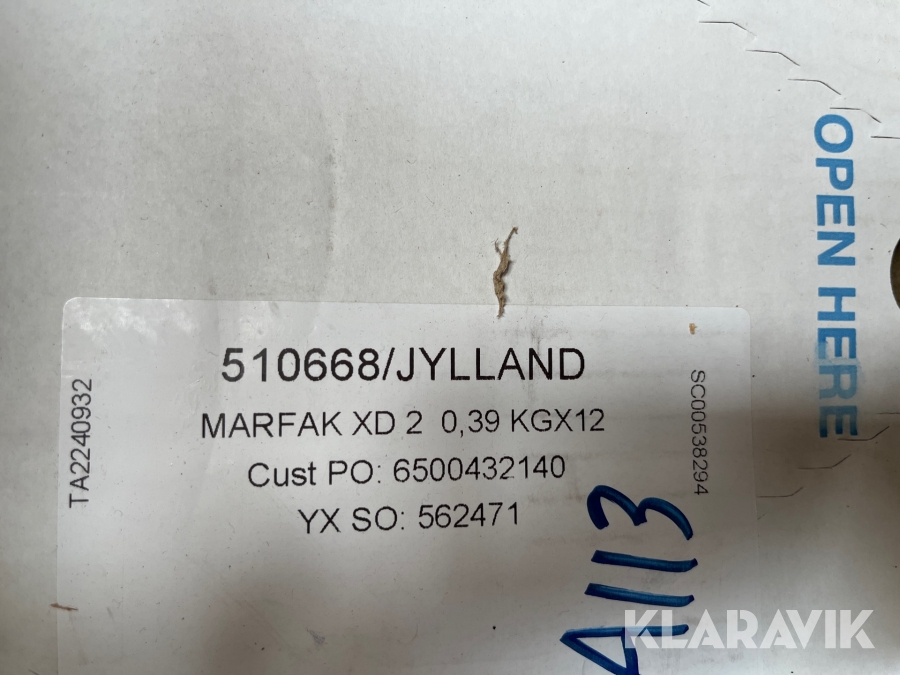 OPEN HERE
510668/JYLLAND
MARFAK XD 2 0,39 KGX12
Cust PO: 6500432140
YX SO: 562471
TA2240932
SC00538294
A1113
KLARAVIK